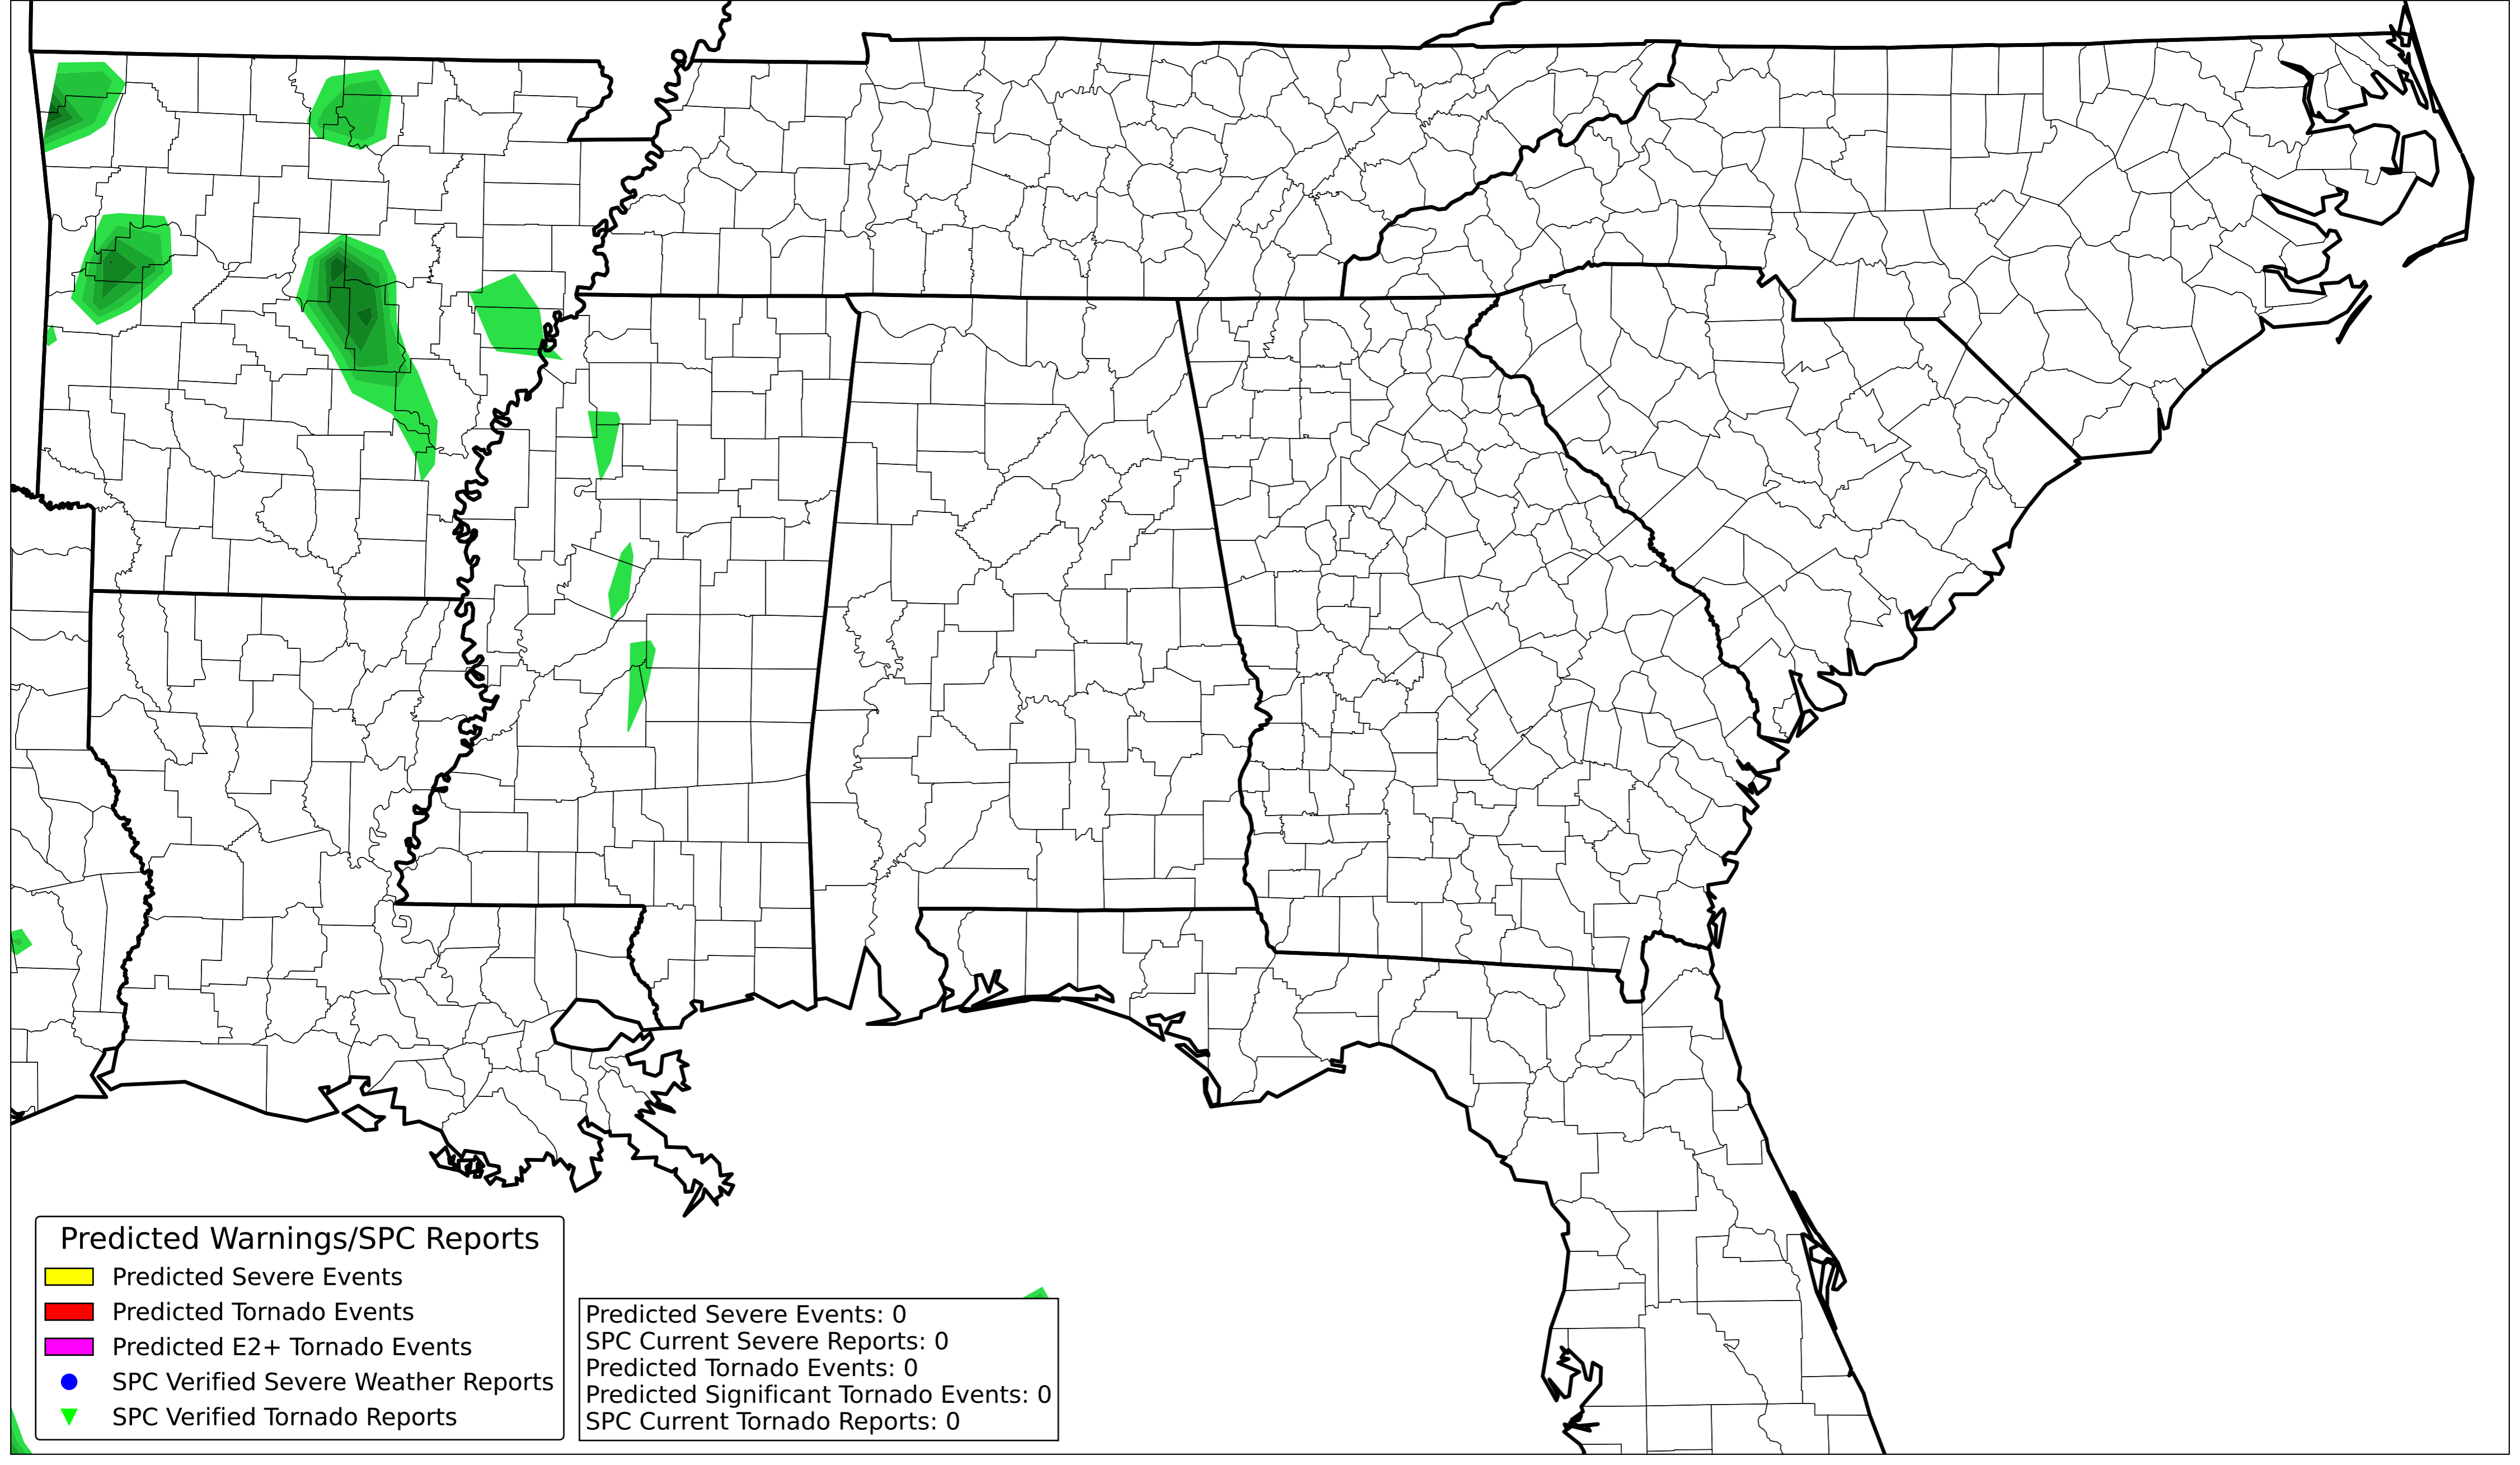 Predicted Warnings/SPC Reports
Predicted Severe Events
Predicted Tornado Events
Predicted E2+ Tornado Events
SPC Verified Severe Weather Reports
SPC Verified Tornado Reports
Predicted Severe Events: 0
SPC Current Severe Reports: 0
Predicted Tornado Events: 0
Predicted Significant Tornado Events: 0
SPC Current Tornado Reports: 0